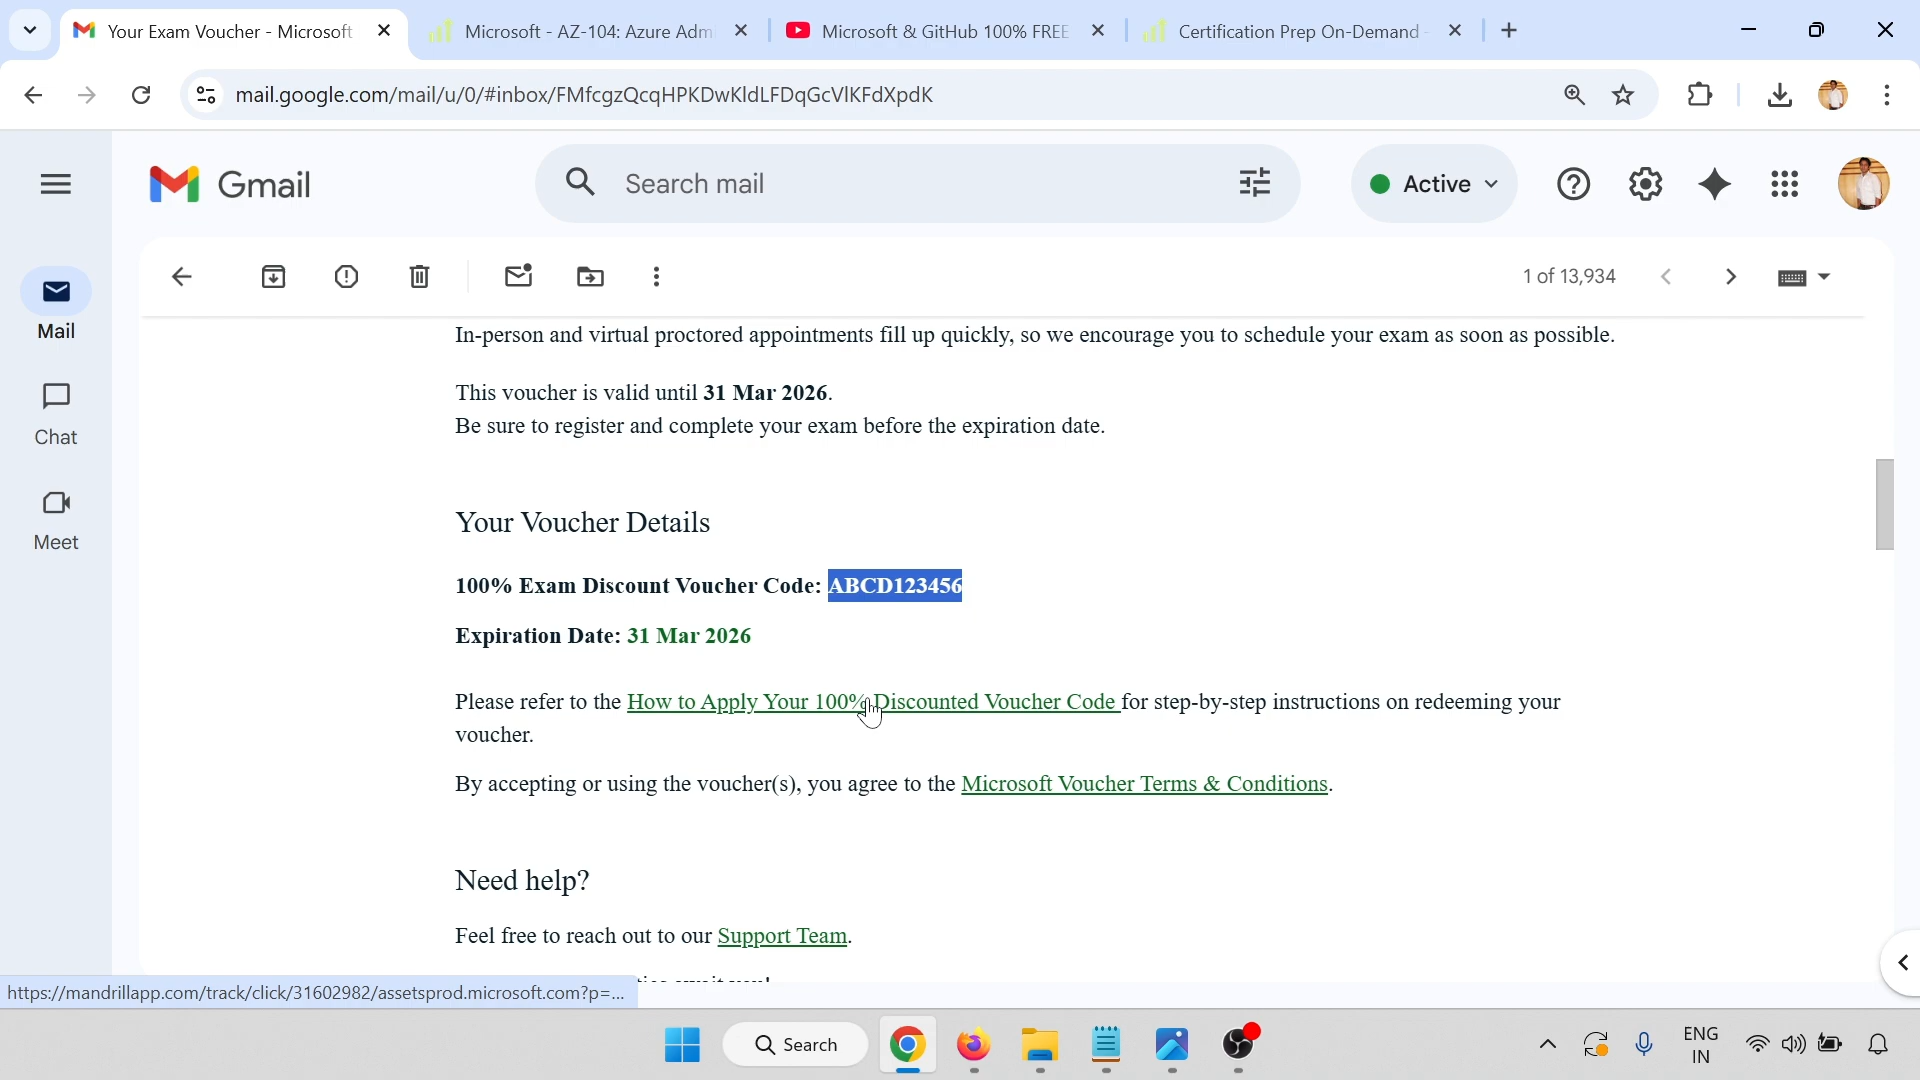 Your Exam Voucher - Microsoft
Microsoft - AZ-104: Azure Adm
Microsoft & GitHub 100% FREE
Certification Prep On-Demand
mail.google.com/mail/u/0/#inbox/FMfcgzQcqHPKDwKldLFDqGcVlKFdXpdK
Gmail
Search mail
Active
1 of 13,934
Mail
Chat
Meet
In-person and virtual proctored appointments fill up quickly, so we encourage you to schedule your exam as soon as possible.
This voucher is valid until 31 Mar 2026.
Be sure to register and complete your exam before the expiration date.
Your Voucher Details
100% Exam Discount Voucher Code: ABCD123456
Expiration Date: 31 Mar 2026
Please refer to the How to Apply Your 100% Discounted Voucher Code for step-by-step instructions on redeeming your
voucher.
By accepting or using the voucher(s), you agree to the Microsoft Voucher Terms & Conditions.
Need help?
Feel free to reach out to our Support Team.
https://mandrillapp.com/track/click/31602982/assetsprod.microsoft.com?p=...
Search
ENG
IN